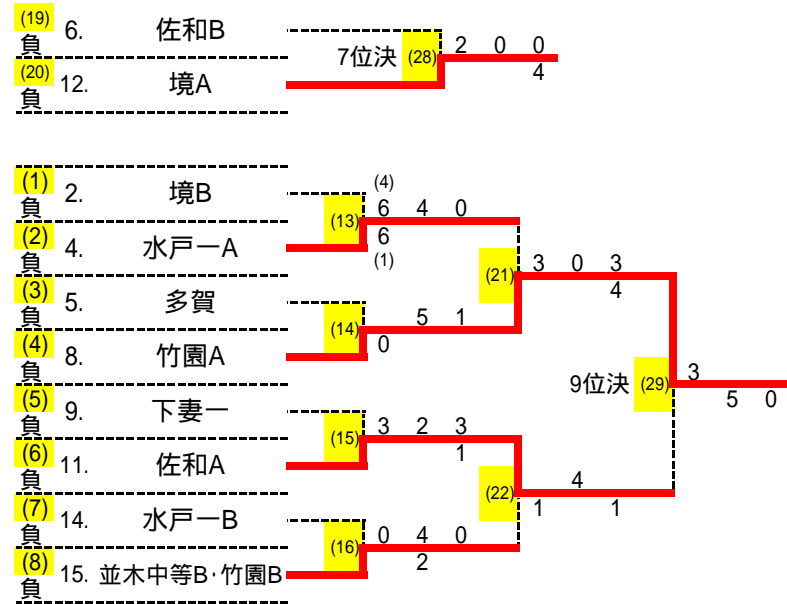 (19)
負 6. 佐和B
(20)
負 12. 境A
7位決 (28) 2 0 0
4
(1)
負 2. 境B
(2)
負 4. 水戸一A
(3)
負 5. 多賀
(4)
負 8. 竹園A
(5)
負 9. 下妻一
(6)
負 11. 佐和A
(7)
負 14. 水戸一B
(8)
負 15. 並木中等B·竹園B
(4)
(13) 6 4 0
6
(1)
(14) 5 1
0
(15) 3 2 3
1
(16) 0 4 0
2
(21) 3 0 3
4
(22) 4
1 1
9位決 (29) 3
5 0